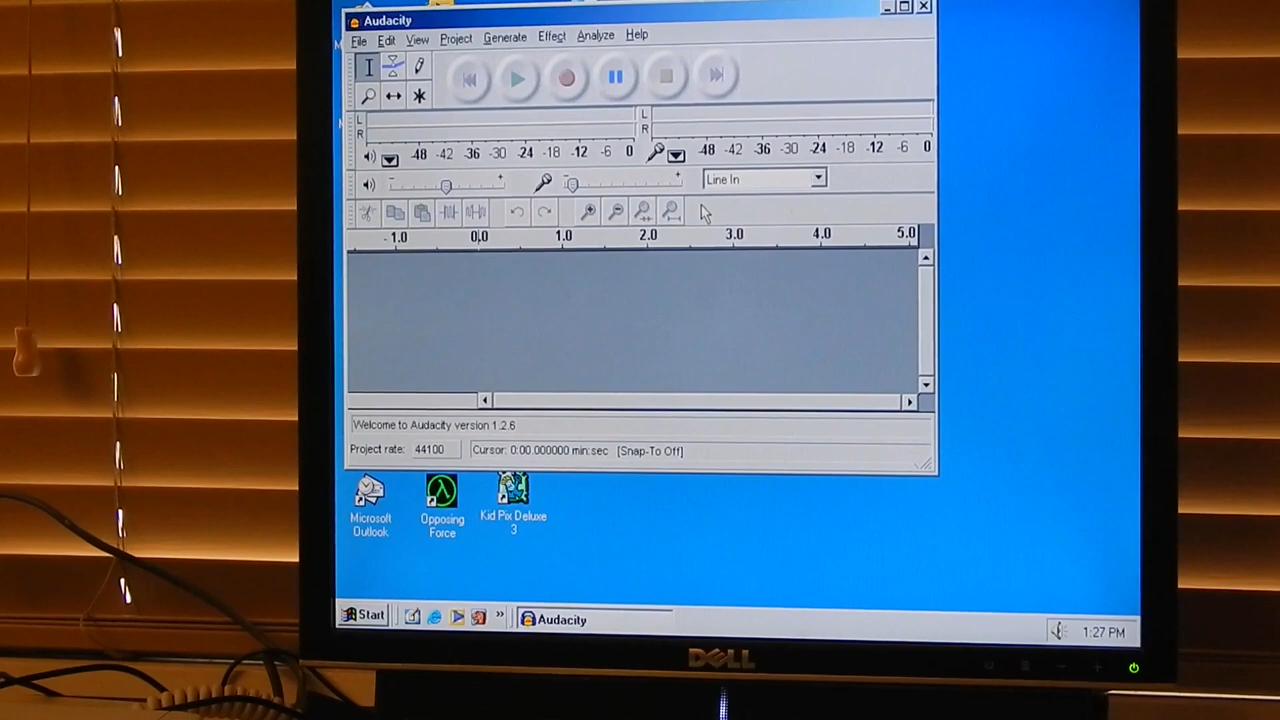 Audacity
File Edit View Project Generate Effect Analyze Help
L
R
-48 -42 -36 -30 -24 -18 -12 -6 0
L
R
-48 -42 -36 -30 -24 -18 -12 -6 0
- +
- +
Line In
-1.0 0.0 1.0 2.0 3.0 4.0 5.0
Welcome to Audacity version 1.2.6
Project rate: 44100 Cursor: 0:00.000000 min:sec [Snap-To Off]
Microsoft
Outlook
Opposing
Force
Kid Pix Deluxe
3
Start
Audacity
1:27 PM
DELL